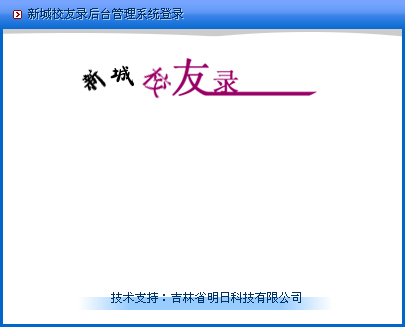 新城校友录后台管理系统登录
新城校友录
技术支持：吉林省明日科技有限公司